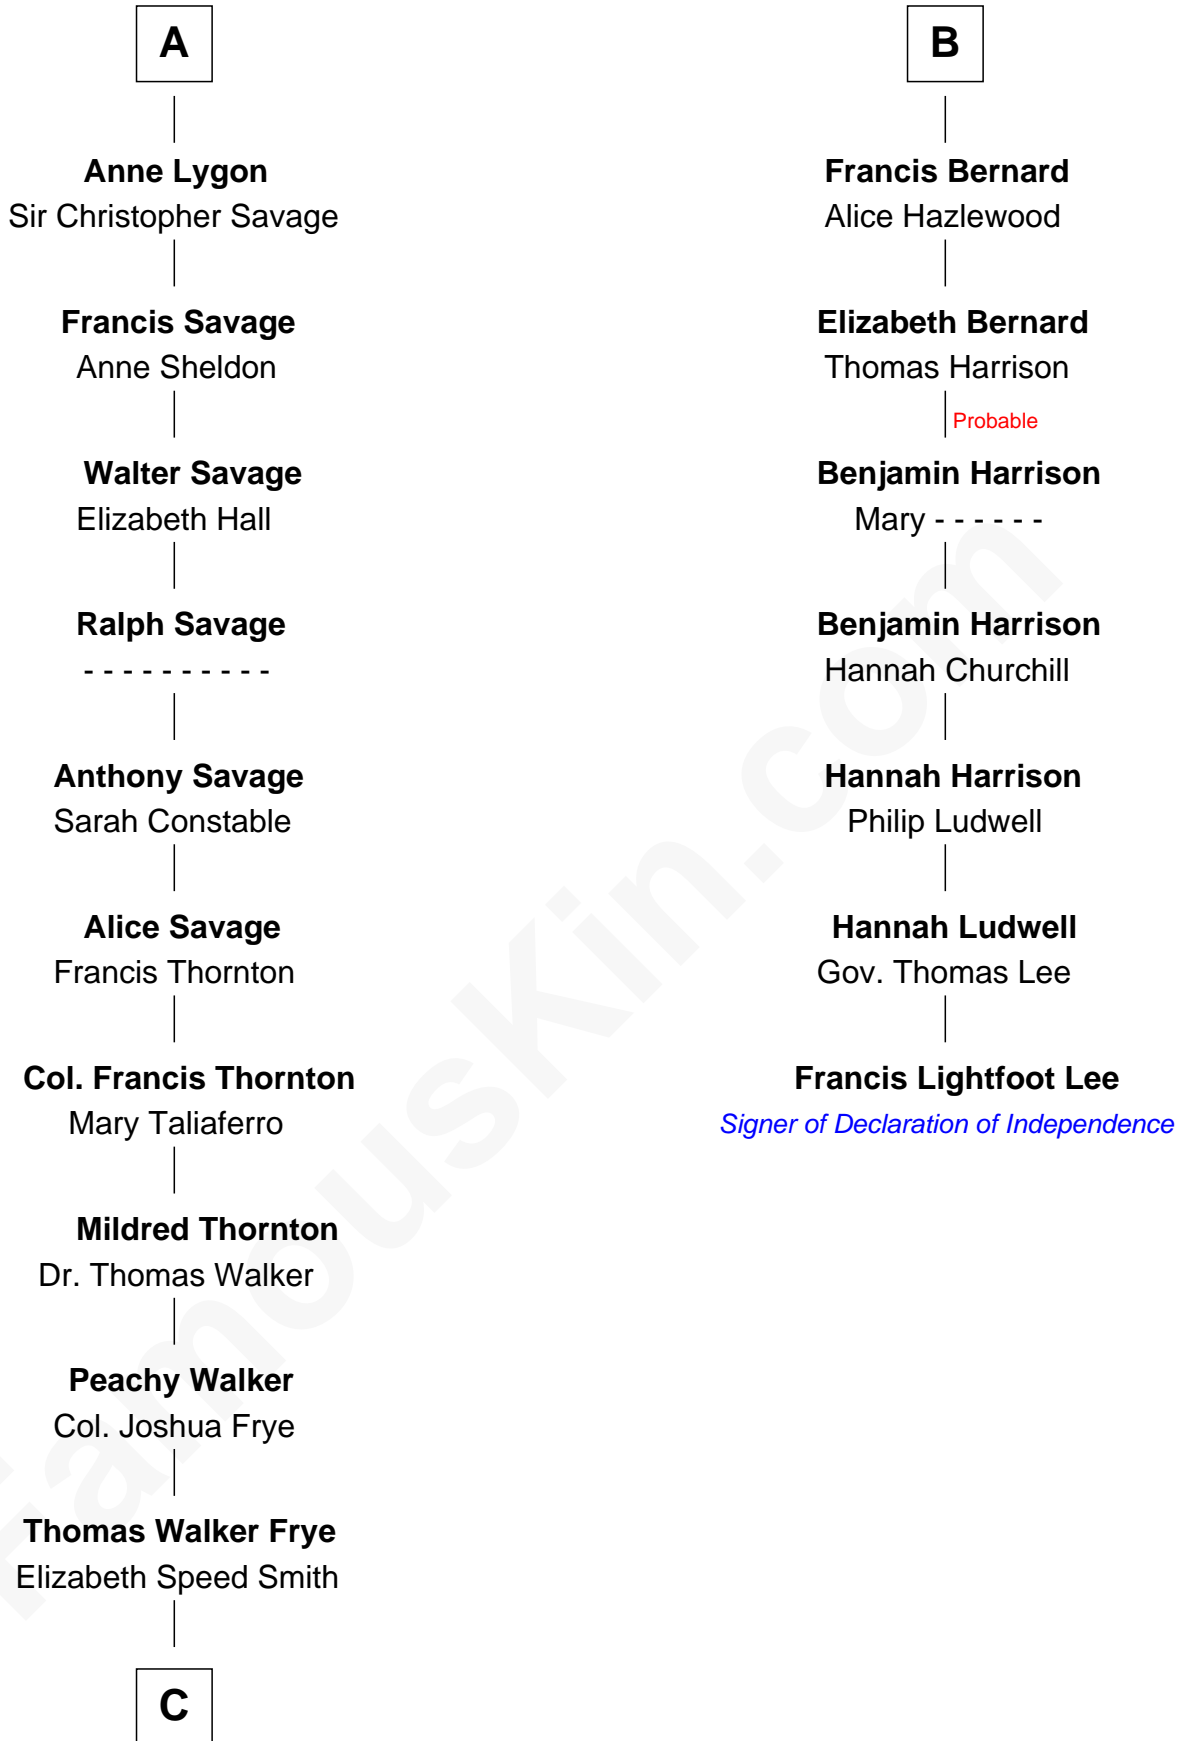 A
Anne Lygon
Sir Christopher Savage
Francis Savage
Anne Sheldon
Walter Savage
Elizabeth Hall
Ralph Savage
- - - - - - - - - -
Anthony Savage
Sarah Constable
Alice Savage
Francis Thornton
Col. Francis Thornton
Mary Taliaferro
Mildred Thornton
Dr. Thomas Walker
Peachy Walker
Col. Joshua Frye
Thomas Walker Frye
Elizabeth Speed Smith
C
B
Francis Bernard
Alice Hazlewood
Elizabeth Bernard
Thomas Harrison
Probable
Benjamin Harrison
Mary - - - - - -
Benjamin Harrison
Hannah Churchill
Hannah Harrison
Philip Ludwell
Hannah Ludwell
Gov. Thomas Lee
Francis Lightfoot Lee
Signer of Declaration of Independence
FamousKin.com